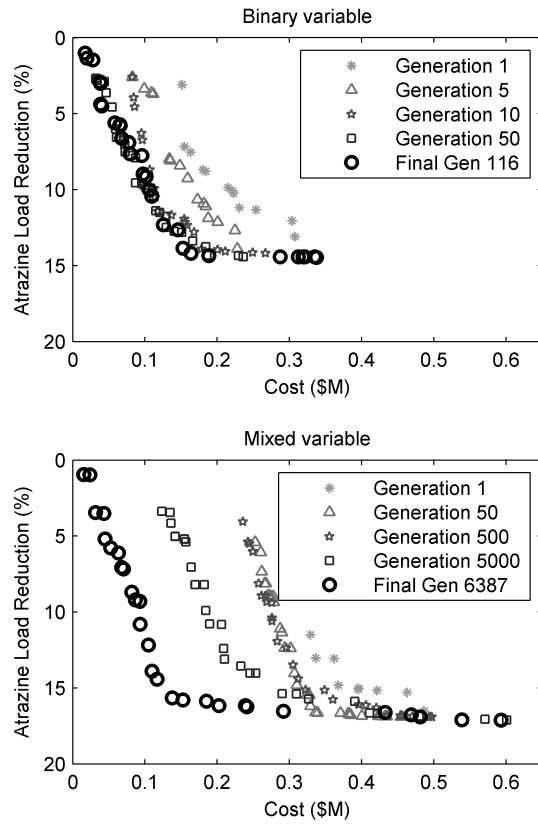 Binary variable
0
5
10
15
20
Atrazine Load Reduction (%)
Generation 1
Generation 5
Generation 10
Generation 50
Final Gen 116
0 0.1 0.2 0.3 0.4 0.5 0.6
Cost ($M)
Mixed variable
0
5
10
15
20
Atrazine Load Reduction (%)
Generation 1
Generation 50
Generation 500
Generation 5000
Final Gen 6387
0 0.1 0.2 0.3 0.4 0.5 0.6
Cost ($M)